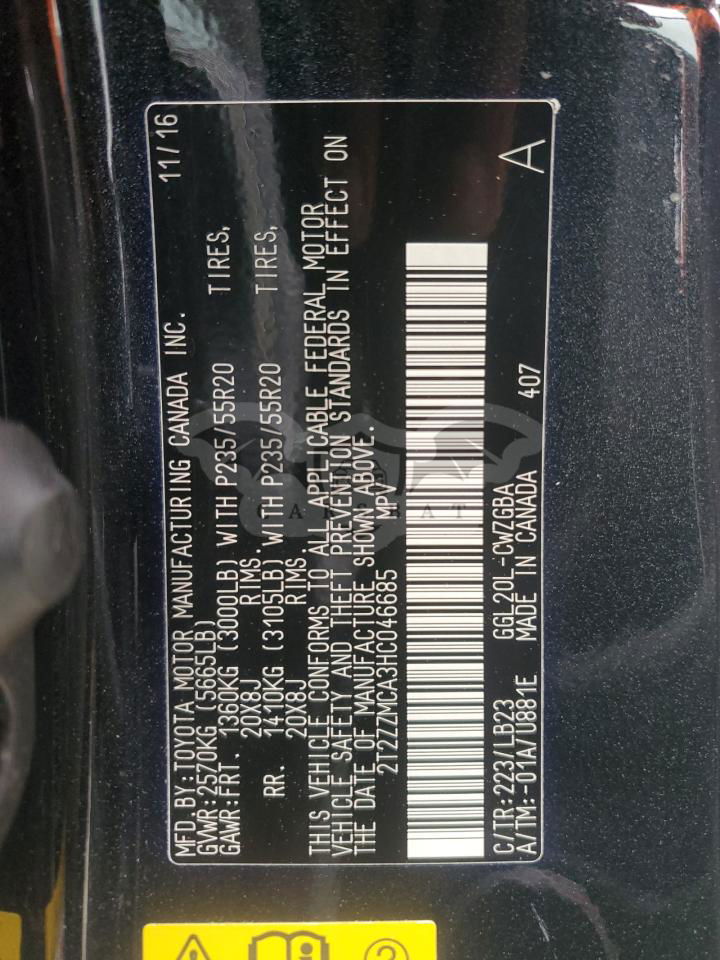 MFD.BY:TOYOTA MOTOR MANUFACTURING CANADA INC. 11/16
GVWR:2570KG (5665LB)
GAWR:FRT. 1360KG (3000LB) WITH P235/55R20 TIRES,
20X8J RIMS.
RR. 1410KG (3105LB) WITH P235/55R20 TIRES,
20X8J RIMS.
THIS VEHICLE CONFORMS TO ALL APPLICABLE FEDERAL MOTOR
VEHICLE SAFETY AND THEFT PREVENTION STANDARDS IN EFFECT ON
THE DATE OF MANUFACTURE SHOWN ABOVE.
2T2ZZMCA3HC046685 MPV
C/TR:223/LB23 GGL20L-CWZGBA 407 A
A/TM:-01A/U881E MADE IN CANADA
CARSBAT